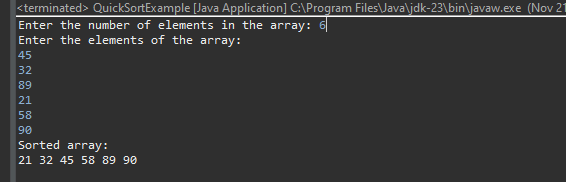 <terminated> QuickSortExample [Java Application] C:\Program Files\Java\jdk-23\bin\javaw.exe (Nov 21
Enter the number of elements in the array: 6
Enter the elements of the array:
45
32
89
21
58
90
Sorted array:
21 32 45 58 89 90